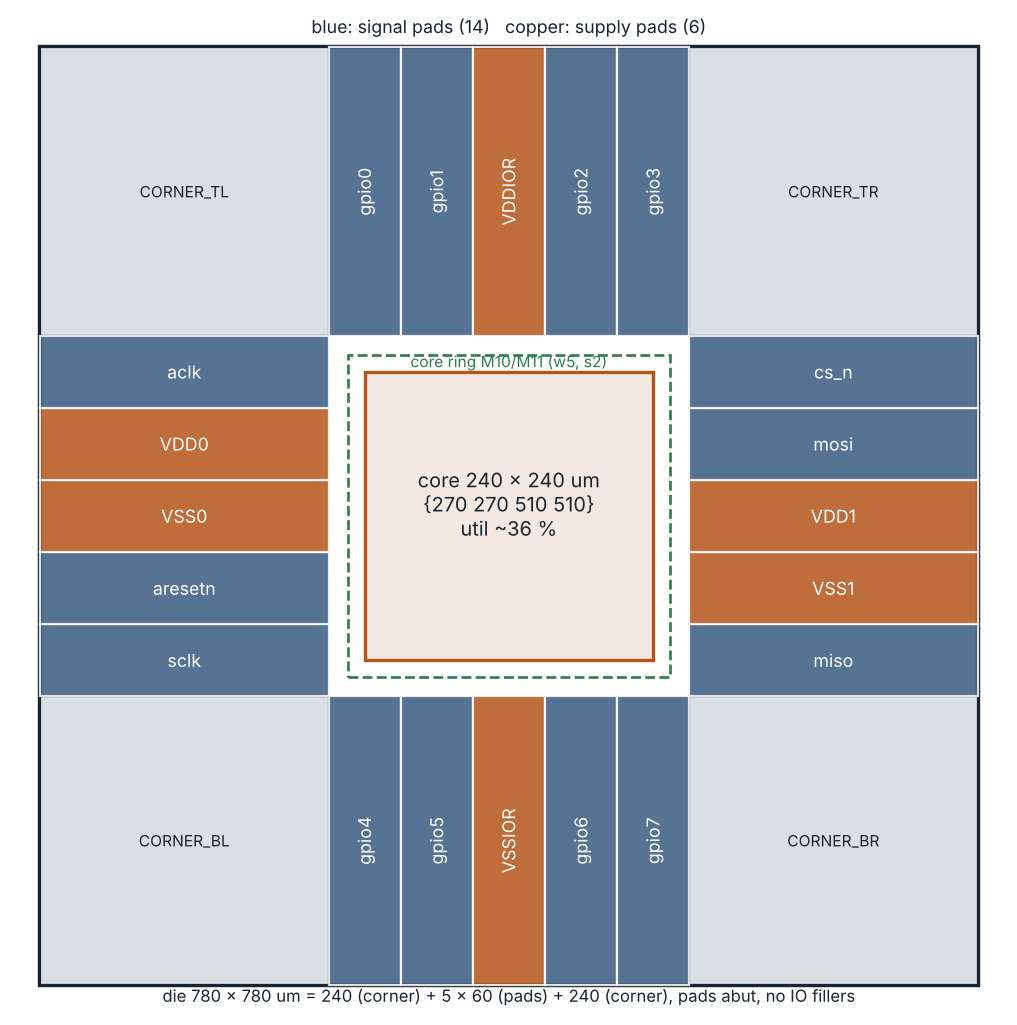 blue: signal pads (14)   copper: supply pads (6)
CORNER_TL
gpio0
gpio1
VDDIOR
gpio2
gpio3
CORNER_TR
aclk
VDD0
VSS0
aresetn
sclk
core ring M10/M11 (w5, s2)
core 240 × 240 um
{270 270 510 510}
util ~36 %
cs_n
mosi
VDD1
VSS1
miso
CORNER_BL
gpio4
gpio5
VSSIOR
gpio6
gpio7
CORNER_BR
die 780 × 780 um = 240 (corner) + 5 × 60 (pads) + 240 (corner), pads abut, no IO fillers